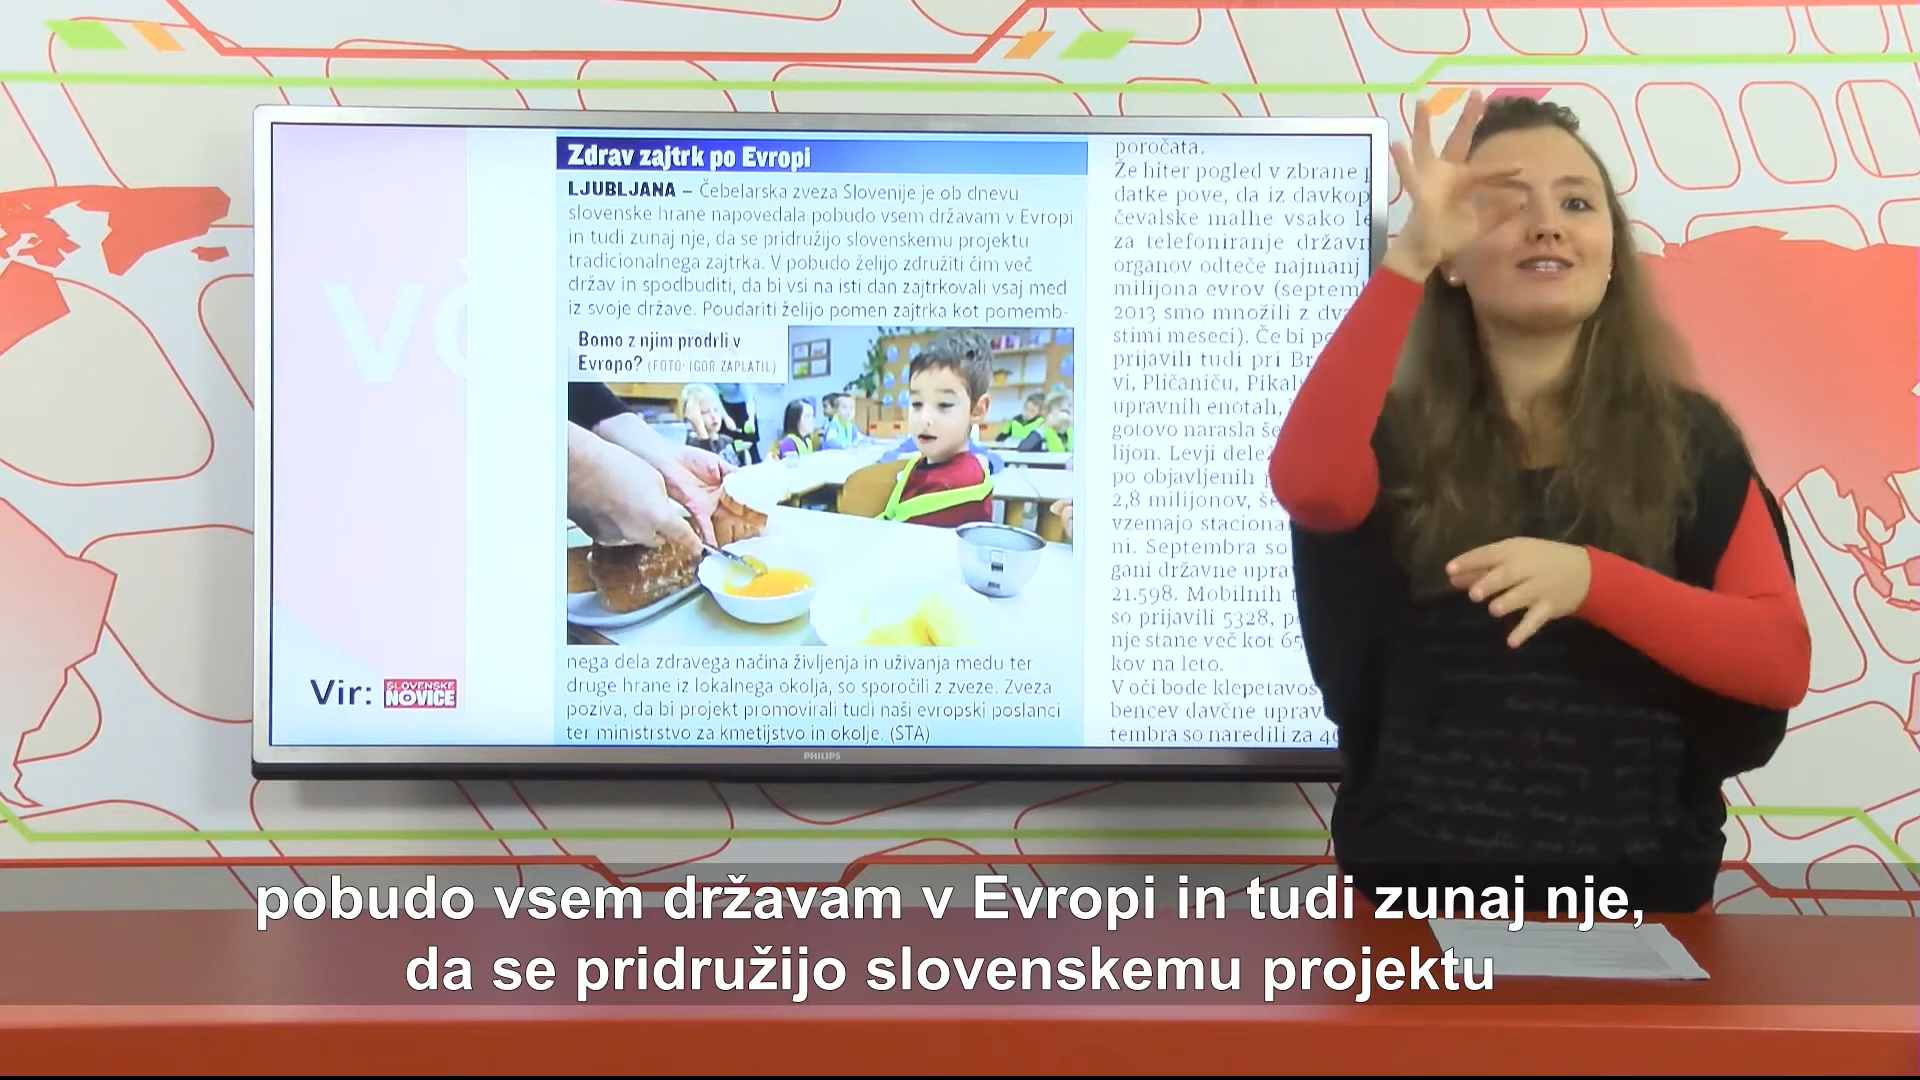 Zdrav zajtrk po Evropi
LJUBLJANA – Čebelarska zveza Slovenije je ob dnevu
slovenske hrane napovedala pobudo vsem državam v Evropi
in tudi zunaj nje, da se pridružijo slovenskemu projektu
tradicionalnega zajtrka. V pobudo želijo združiti čim več
držav in spodbuditi, da bi vsi na isti dan zajtrkovali vsaj med
iz svoje države. Poudariti želijo pomen zajtrka kot pomemb-
Bomo z njim prodrli v
Evropo? (FOTO: IGOR ZAPLATIL)
nega dela zdravega načina življenja in uživanja medu ter
druge hrane iz lokalnega okolja, so sporočili z zveze. Zveza
poziva, da bi projekt promovirali tudi naši evropski poslanci
ter ministrstvo za kmetijstvo in okolje. (STA)
poročata.
Že hiter pogled v zbrane
datke pove, da iz davkop
čevalske malhe vsako le
za telefoniranje državn
organov odteče najmanj
milijona evrov (septem
2013 smo množili z dva
stimi meseci). Če bi po
prijavili tudi pri Br
vi, Pličaniču, Pikals
upravnih enotah,
gotovo narasla še
lijon. Levji delež
po objavljenih
2,8 milijonov, še
vzemajo staciona
ni. Septembra so
gani državne upra
21.598. Mobilnih t
so prijavili 5328, p
nje stane več kot 65
kov na leto.
V oči bode klepetavos
bencev davčne uprav
tembra so naredili za 40
Vir: SLOVENSKE
NOVICE
PHILIPS
pobudo vsem državam v Evropi in tudi zunaj nje,
da se pridružijo slovenskemu projektu